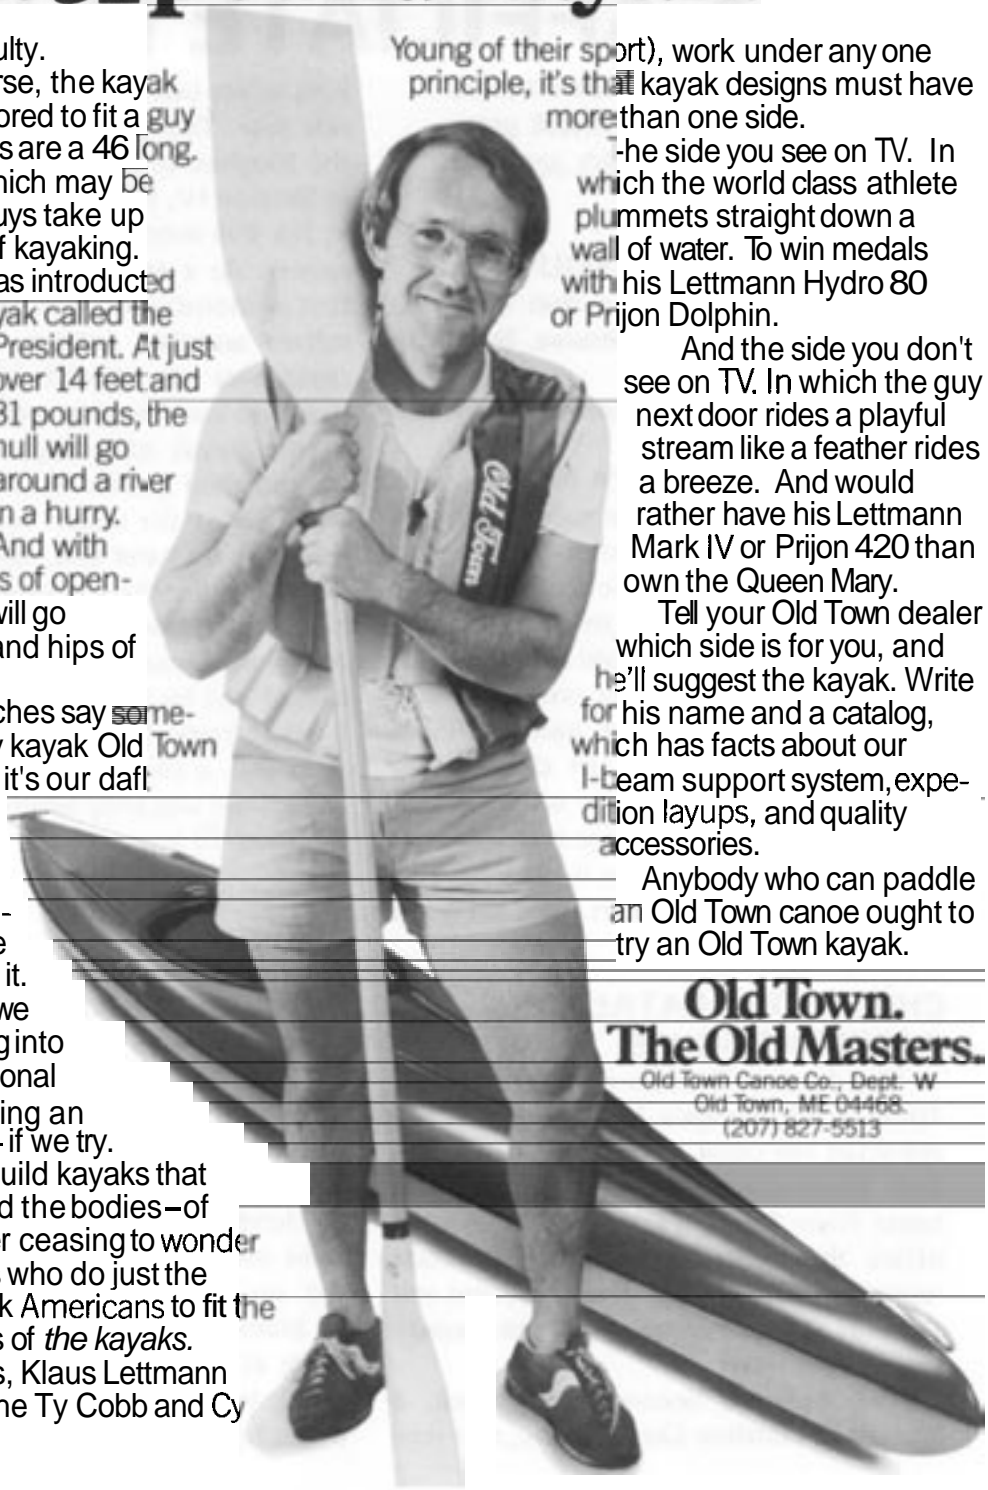 ulty.
rse, the kayak
ored to fit a guy
s are a 46 long.
hich may be
uys take up
f kayaking.
as introducted
yak called the
President. At just
over 14 feet and
31 pounds, the
hull will go
around a river
in a hurry.
And with
s of open-
will go
and hips of
ches say some-
y kayak Old Town
it's our daft
-
e
it.
we
g into
onal
ing an
- if we try.
uild kayaks that
d the bodies–of
r ceasing to wonder
s who do just the
k Americans to fit the
s of the kayaks.
s, Klaus Lettmann
he Ty Cobb and Cy
Young of their sport), work under any one
principle, it's that kayak designs must have
more than one side.
-he side you see on TV. In
which the world class athlete
plummets straight down a
wall of water. To win medals
with his Lettmann Hydro 80
or Prijon Dolphin.
And the side you don't
see on TV. In which the guy
next door rides a playful
stream like a feather rides
a breeze. And would
rather have his Lettmann
Mark IV or Prijon 420 than
own the Queen Mary.
Tell your Old Town dealer
which side is for you, and
he'll suggest the kayak. Write
for his name and a catalog,
which has facts about our
I-beam support system, expe-
dition layups, and quality
accessories.
Anybody who can paddle
an Old Town canoe ought to
try an Old Town kayak.
Old Town
Old Town.
The Old Masters.
Old Town Canoe Co., Dept. W
Old Town, ME 04468.
(207) 827-5513